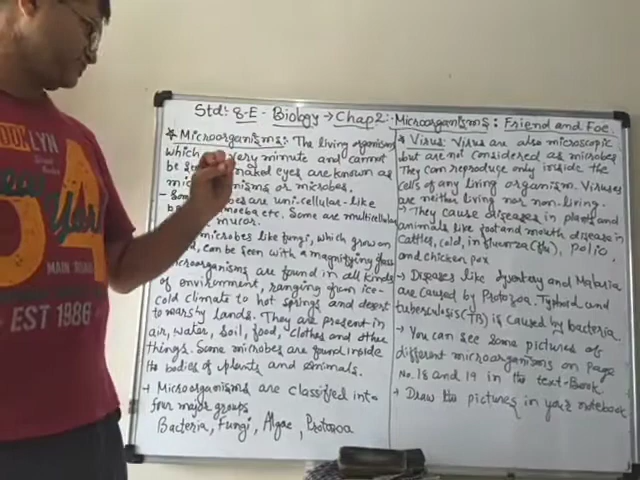 Std: 8-E - Biology → Chap 2: Microorganisms: Friend and Foe.
* Microorganisms: The living organism
which very minute and cannot
be naked eyes are known as
or microbes.
- are uni-cellular-like
amoeba etc. Some are multicellular
mucor.
microbes like fungi, which grow on
can be seen with a magnifying glass
Microorganisms are found in all kinds
of environment, ranging from ice-
cold climate to hot springs and desert
to marshy lands. They are present in
air, water, soil, food, clothes and other
things. Some microbes are found inside
the bodies of plants and animals.
→ Microorganisms are classified into
four major groups
Bacteria, Fungi, Algae, Protozoa
* Virus: Virus are also microscopic
but are not considered as microbes
They can reproduce only inside the
cells of any living organism. Viruses
are neither living nor non-living.
→ They cause diseases in plants and
animals like foot and mouth disease in
Cattles, cold, influenza (flu), Polio,
and chicken pox
→ Diseases like dysentery and Malaria
are caused by Protozoa. Typhoid and
tuberculosis (TB) is caused by bacteria
→ You can see some pictures of
different microorganisms on page
No. 18 and 19 in the text-Book.
→ Draw the pictures in your notebook
LYN
MAIN ROAD
EST 1986